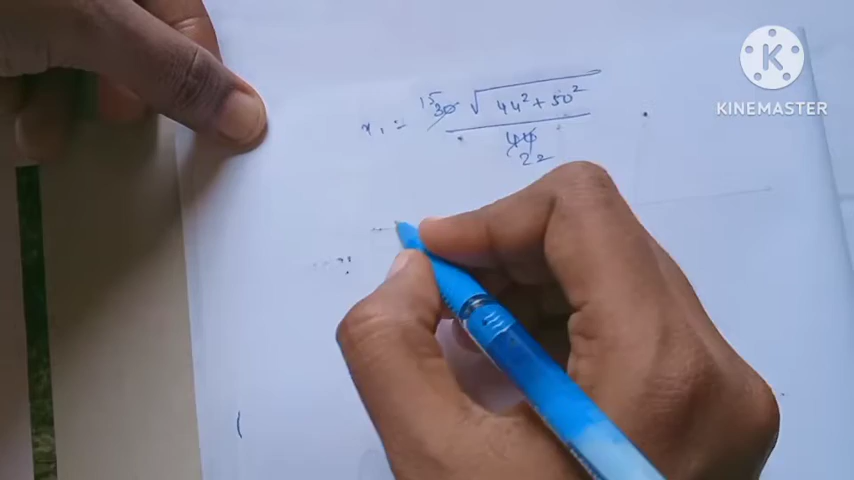 K
KINEMASTER
x₁ = 15 30 √44² + 50²
44
22
(